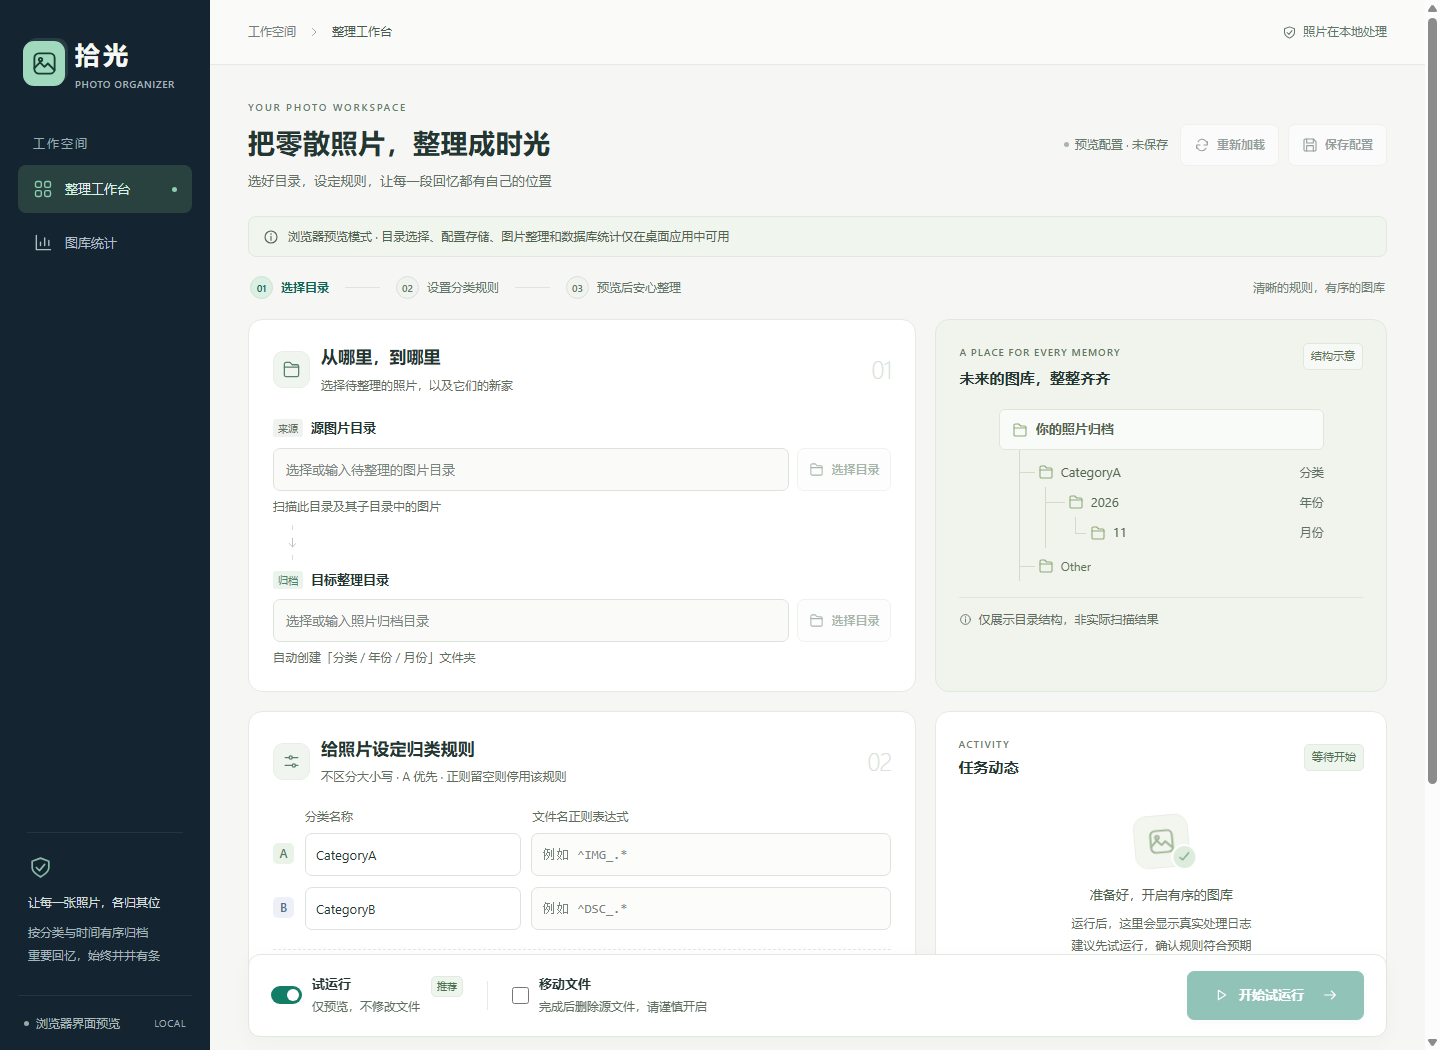 拾光
PHOTO ORGANIZER
工作空间
整理工作台
图库统计
让每一张照片，各归其位
按分类与时间有序归档
重要回忆，始终井井有条
浏览器界面预览 LOCAL
工作空间 整理工作台
照片在本地处理
YOUR PHOTO WORKSPACE
把零散照片，整理成时光
选好目录，设定规则，让每一段回忆都有自己的位置
预览配置 · 未保存
重新加载
保存配置
浏览器预览模式 · 目录选择、配置存储、图片整理和数据库统计仅在桌面应用中可用
01 选择目录
02 设置分类规则
03 预览后安心整理
清晰的规则，有序的图库
从哪里，到哪里
选择待整理的照片，以及它们的新家
01
来源 源图片目录
选择或输入待整理的图片目录
选择目录
扫描此目录及其子目录中的图片
归档 目标整理目录
选择或输入照片归档目录
选择目录
自动创建「分类 / 年份 / 月份」文件夹
A PLACE FOR EVERY MEMORY
未来的图库，整整齐齐
结构示意
你的照片归档
CategoryA 分类
2026 年份
11 月份
Other
仅展示目录结构，非实际扫描结果
给照片设定归类规则
不区分大小写 · A 优先 · 正则留空则停用该规则
02
分类名称 文件名正则表达式
A CategoryA 例如 ^IMG_.*
B CategoryB 例如 ^DSC_.*
ACTIVITY
任务动态
等待开始
准备好，开启有序的图库
运行后，这里会显示真实处理日志
建议先试运行，确认规则符合预期
试运行 推荐
仅预览，不修改文件
移动文件
完成后删除源文件，请谨慎开启
开始试运行